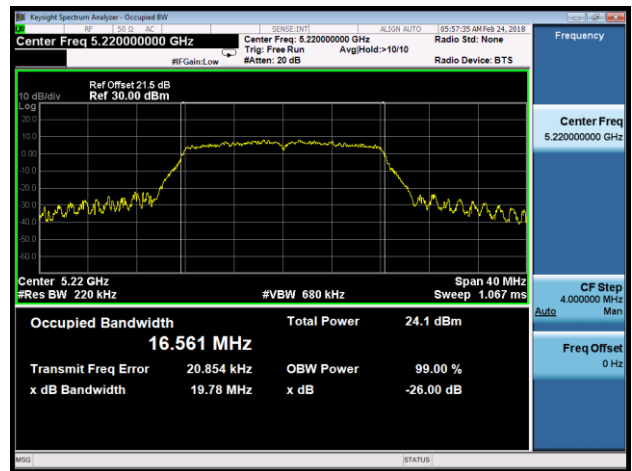 Keysight Spectrum Analyzer - Occupied BW
RF 50 Ω AC SENSE:INT ALIGN AUTO 05:57:35 AM Feb 24, 2018
Center Freq 5.220000000 GHz Center Freq: 5.220000000 GHz Radio Std: None
Trig: Free Run Avg|Hold:>10/10
#IFGain:Low #Atten: 20 dB Radio Device: BTS
Frequency
Ref Offset 21.5 dB
10 dB/div Ref 30.00 dBm
Log
20.0
10.0
0.00
-10.0
-20.0
-30.0
-40.0
-50.0
-60.0
Center 5.22 GHz Span 40 MHz
#Res BW 220 kHz #VBW 680 kHz Sweep 1.067 ms
Occupied Bandwidth Total Power 24.1 dBm
16.561 MHz
Transmit Freq Error 20.854 kHz OBW Power 99.00 %
x dB Bandwidth 19.78 MHz x dB -26.00 dB
Center Freq
5.220000000 GHz
CF Step
4.000000 MHz
Auto Man
Freq Offset
0 Hz
MSG STATUS